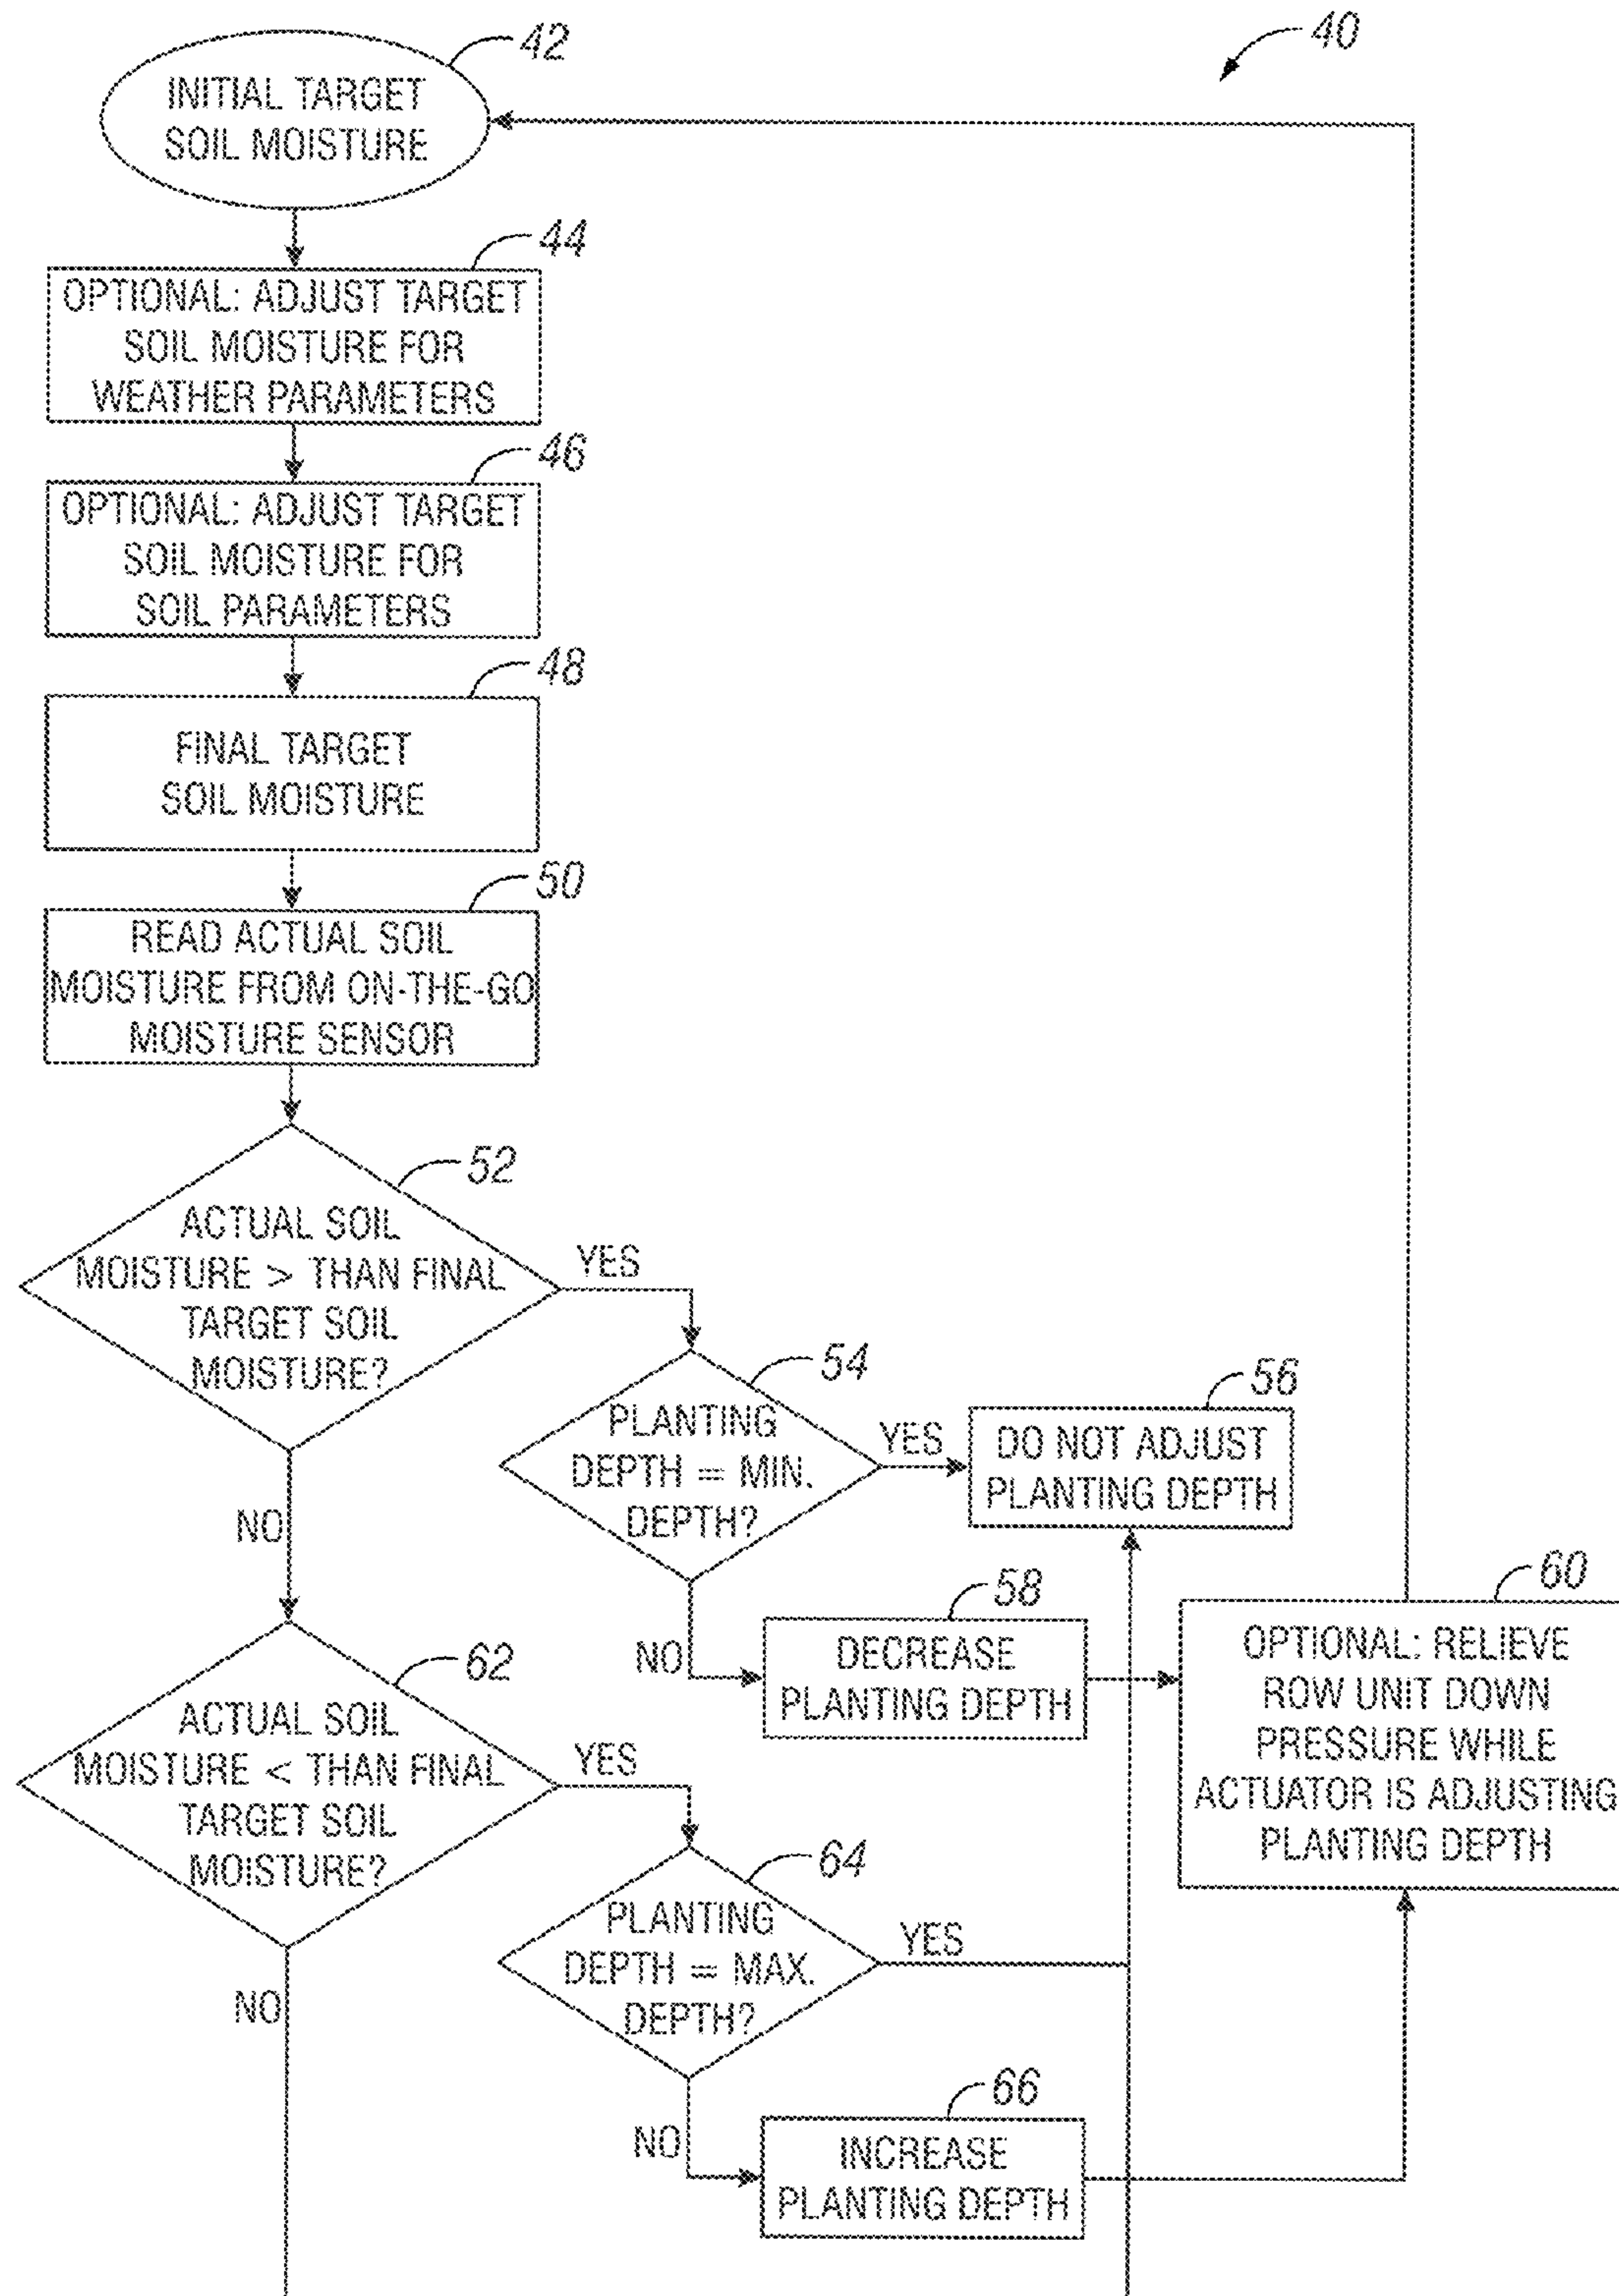 40
42
INITIAL TARGET
SOIL MOISTURE
44
OPTIONAL: ADJUST TARGET
SOIL MOISTURE FOR
WEATHER PARAMETERS
46
OPTIONAL: ADJUST TARGET
SOIL MOISTURE FOR
SOIL PARAMETERS
48
FINAL TARGET
SOIL MOISTURE
50
READ ACTUAL SOIL
MOISTURE FROM ON-THE-GO
MOISTURE SENSOR
52
ACTUAL SOIL
MOISTURE > THAN FINAL
TARGET SOIL
MOISTURE?
YES
NO
54
PLANTING
DEPTH = MIN.
DEPTH?
YES
NO
56
DO NOT ADJUST
PLANTING DEPTH
58
DECREASE
PLANTING DEPTH
60
OPTIONAL: RELIEVE
ROW UNIT DOWN
PRESSURE WHILE
ACTUATOR IS ADJUSTING
PLANTING DEPTH
62
ACTUAL SOIL
MOISTURE < THAN FINAL
TARGET SOIL
MOISTURE?
YES
NO
64
PLANTING
DEPTH = MAX.
DEPTH?
YES
NO
66
INCREASE
PLANTING DEPTH